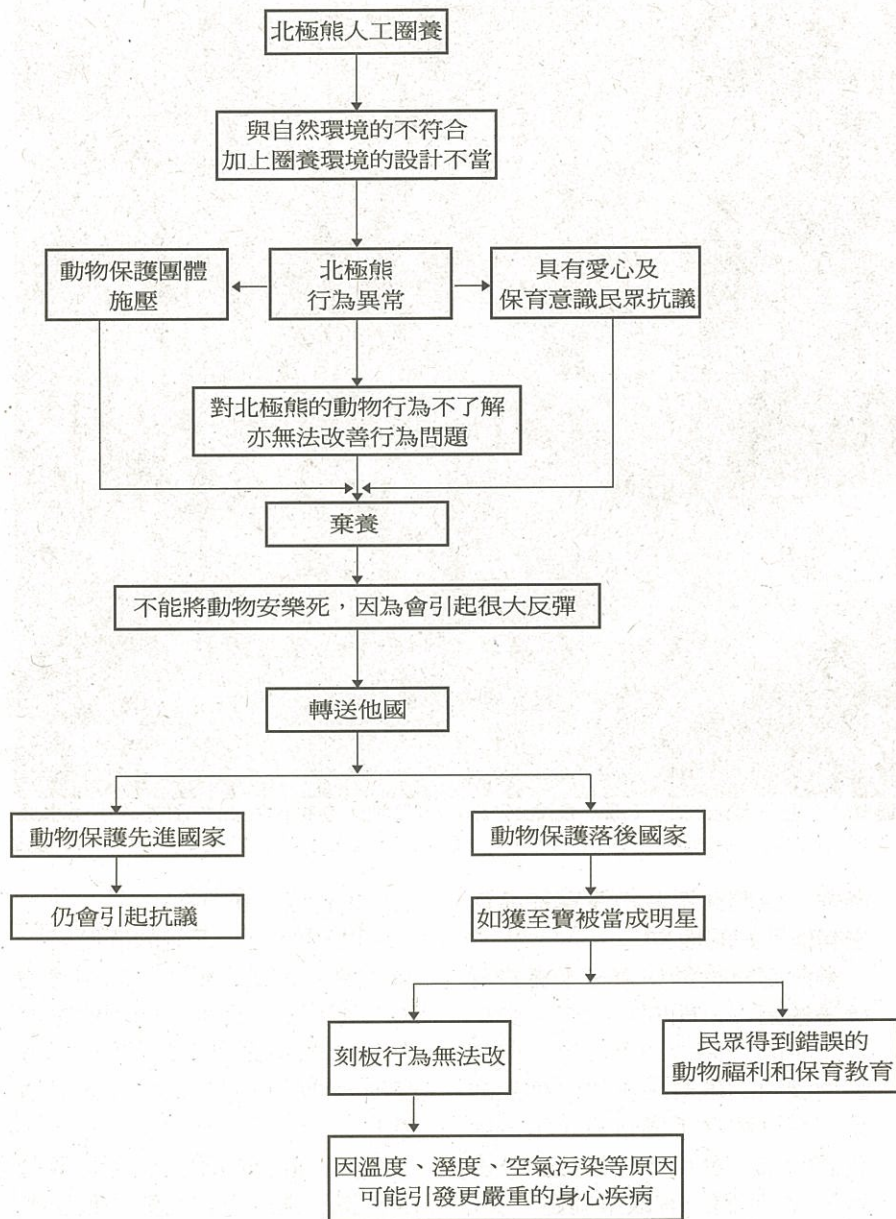 北極熊人工圈養
與自然環境的不符合
加上圈養環境的設計不當
動物保護團體
施壓
北極熊
行為異常
具有愛心及
保育意識民眾抗議
對北極熊的動物行為不了解
亦無法改善行為問題
棄養
不能將動物安樂死，因為會引起很大反彈
轉送他國
動物保護先進國家
動物保護落後國家
仍會引起抗議
如獲至寶被當成明星
刻板行為無法改
民眾得到錯誤的
動物福利和保育教育
因溫度、溼度、空氣污染等原因
可能引發更嚴重的身心疾病